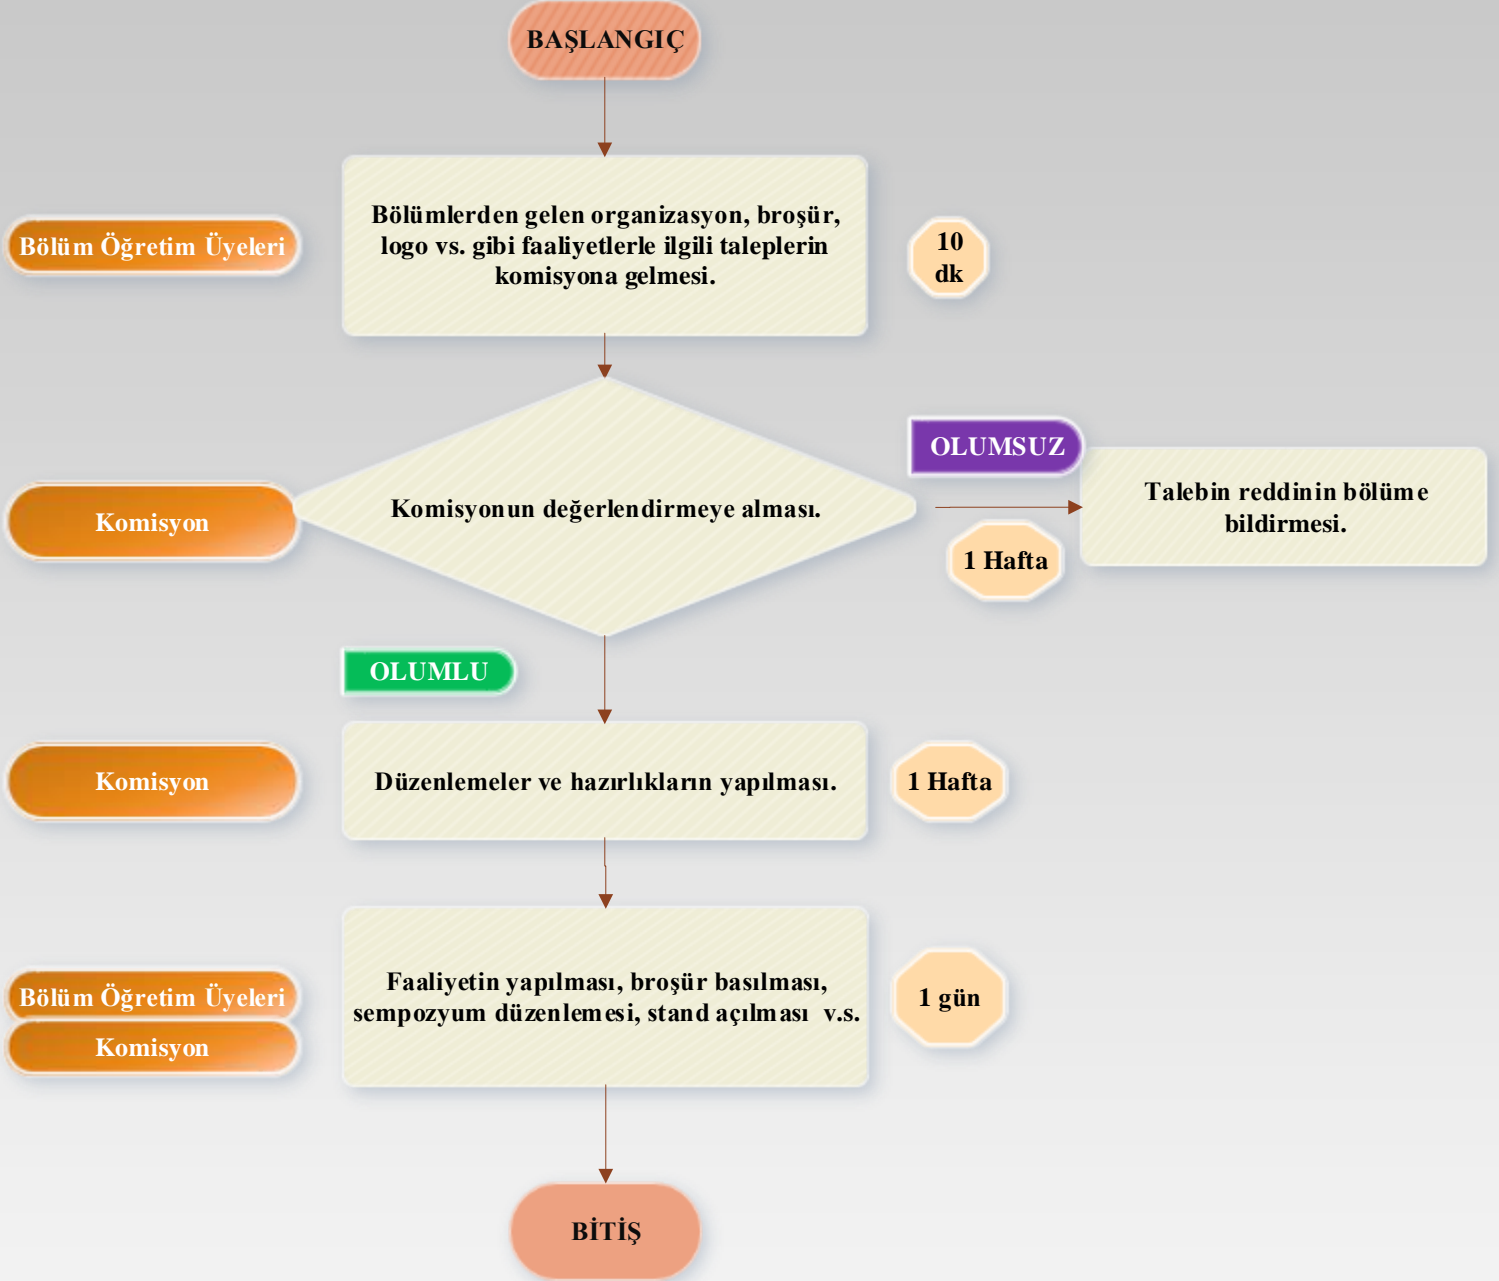 BAŞLANGIÇ
Bölüm Öğretim Üyeleri
Bölümlerden gelen organizasyon, broşür,
logo vs. gibi faaliyetlerle ilgili taleplerin
komisyona gelmesi.
10
dk
Komisyon
Komisyonun değerlendirmeye alması.
OLUMSUZ
1 Hafta
Talebin reddinin bölüme
bildirmesi.
OLUMLU
Komisyon
Düzenlemeler ve hazırlıkların yapılması.
1 Hafta
Bölüm Öğretim Üyeleri
Komisyon
Faaliyetin yapılması, broşür basılması,
sempozyum düzenlemesi, stand açılması v.s.
1 gün
BİTİŞ